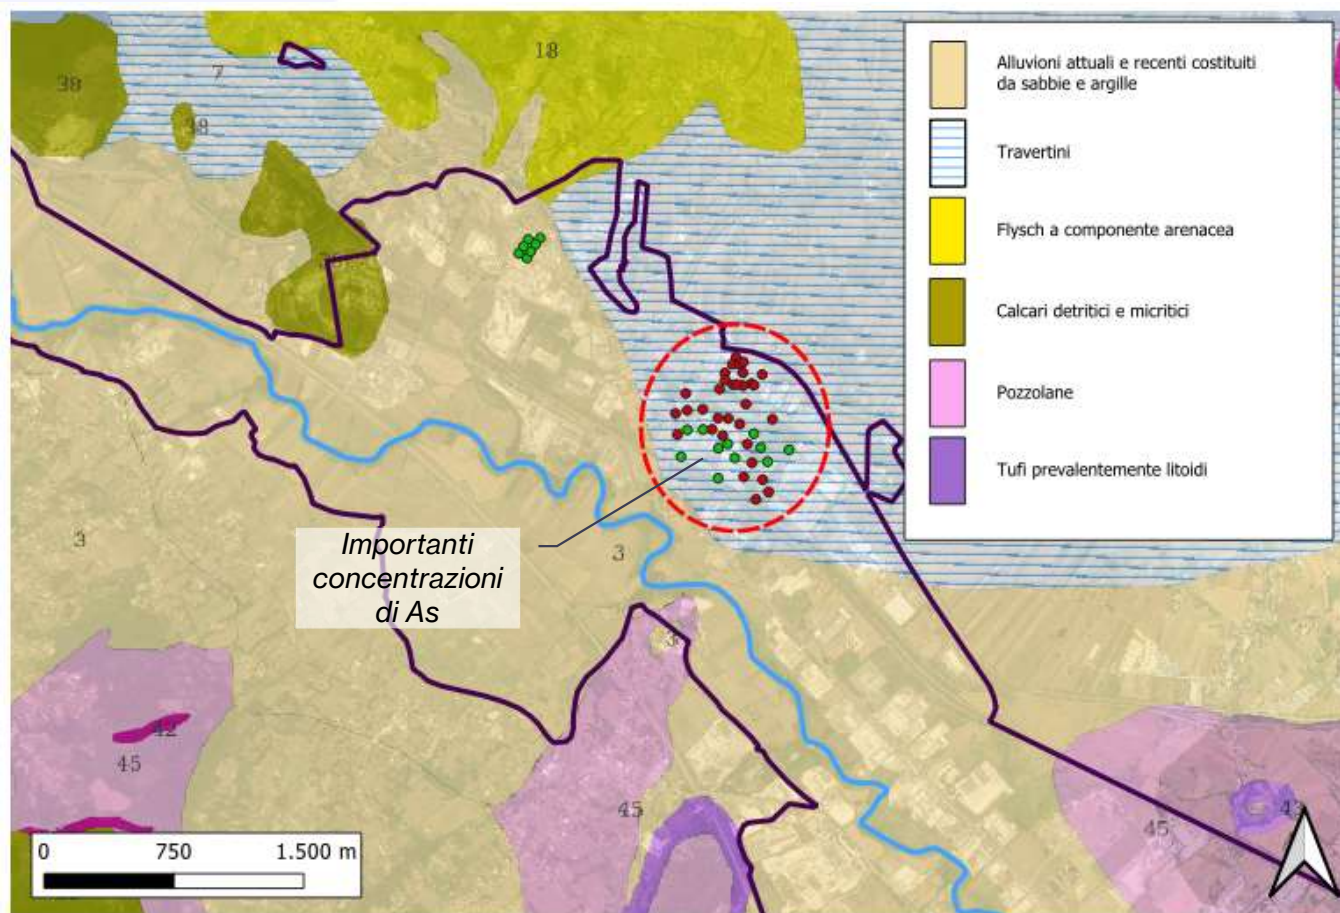 18
38
7
38
Alluvioni attuali e recenti costituiti
da sabbie e argille
Travertini
Flysch a componente arenacea
Calcari detritici e micritici
Pozzolane
Tufi prevalentemente litoidi
Importanti
concentrazioni
di As
3
3
3
42
45
45
45
43
0 750 1.500 m